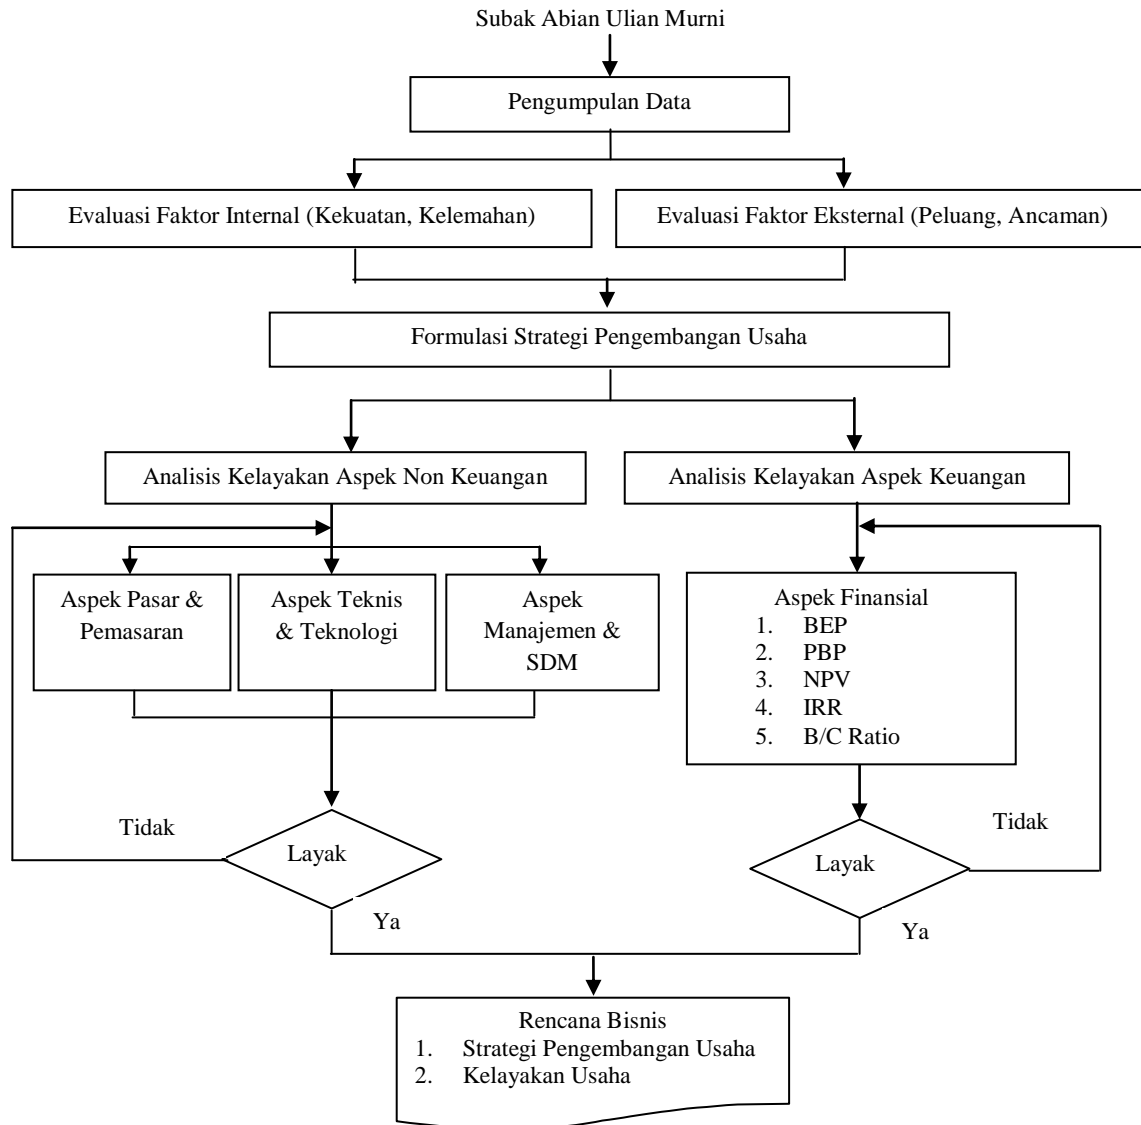 Subak Abian Ulian Murni
Pengumpulan Data
Evaluasi Faktor Internal (Kekuatan, Kelemahan)
Evaluasi Faktor Eksternal (Peluang, Ancaman)
Formulasi Strategi Pengembangan Usaha
Analisis Kelayakan Aspek Non Keuangan
Analisis Kelayakan Aspek Keuangan
Aspek Pasar &
Pemasaran
Aspek Teknis
& Teknologi
Aspek
Manajemen &
SDM
Aspek Finansial
1. BEP
2. PBP
3. NPV
4. IRR
5. B/C Ratio
Tidak
Layak
Ya
Tidak
Layak
Ya
Rencana Bisnis
1. Strategi Pengembangan Usaha
2. Kelayakan Usaha